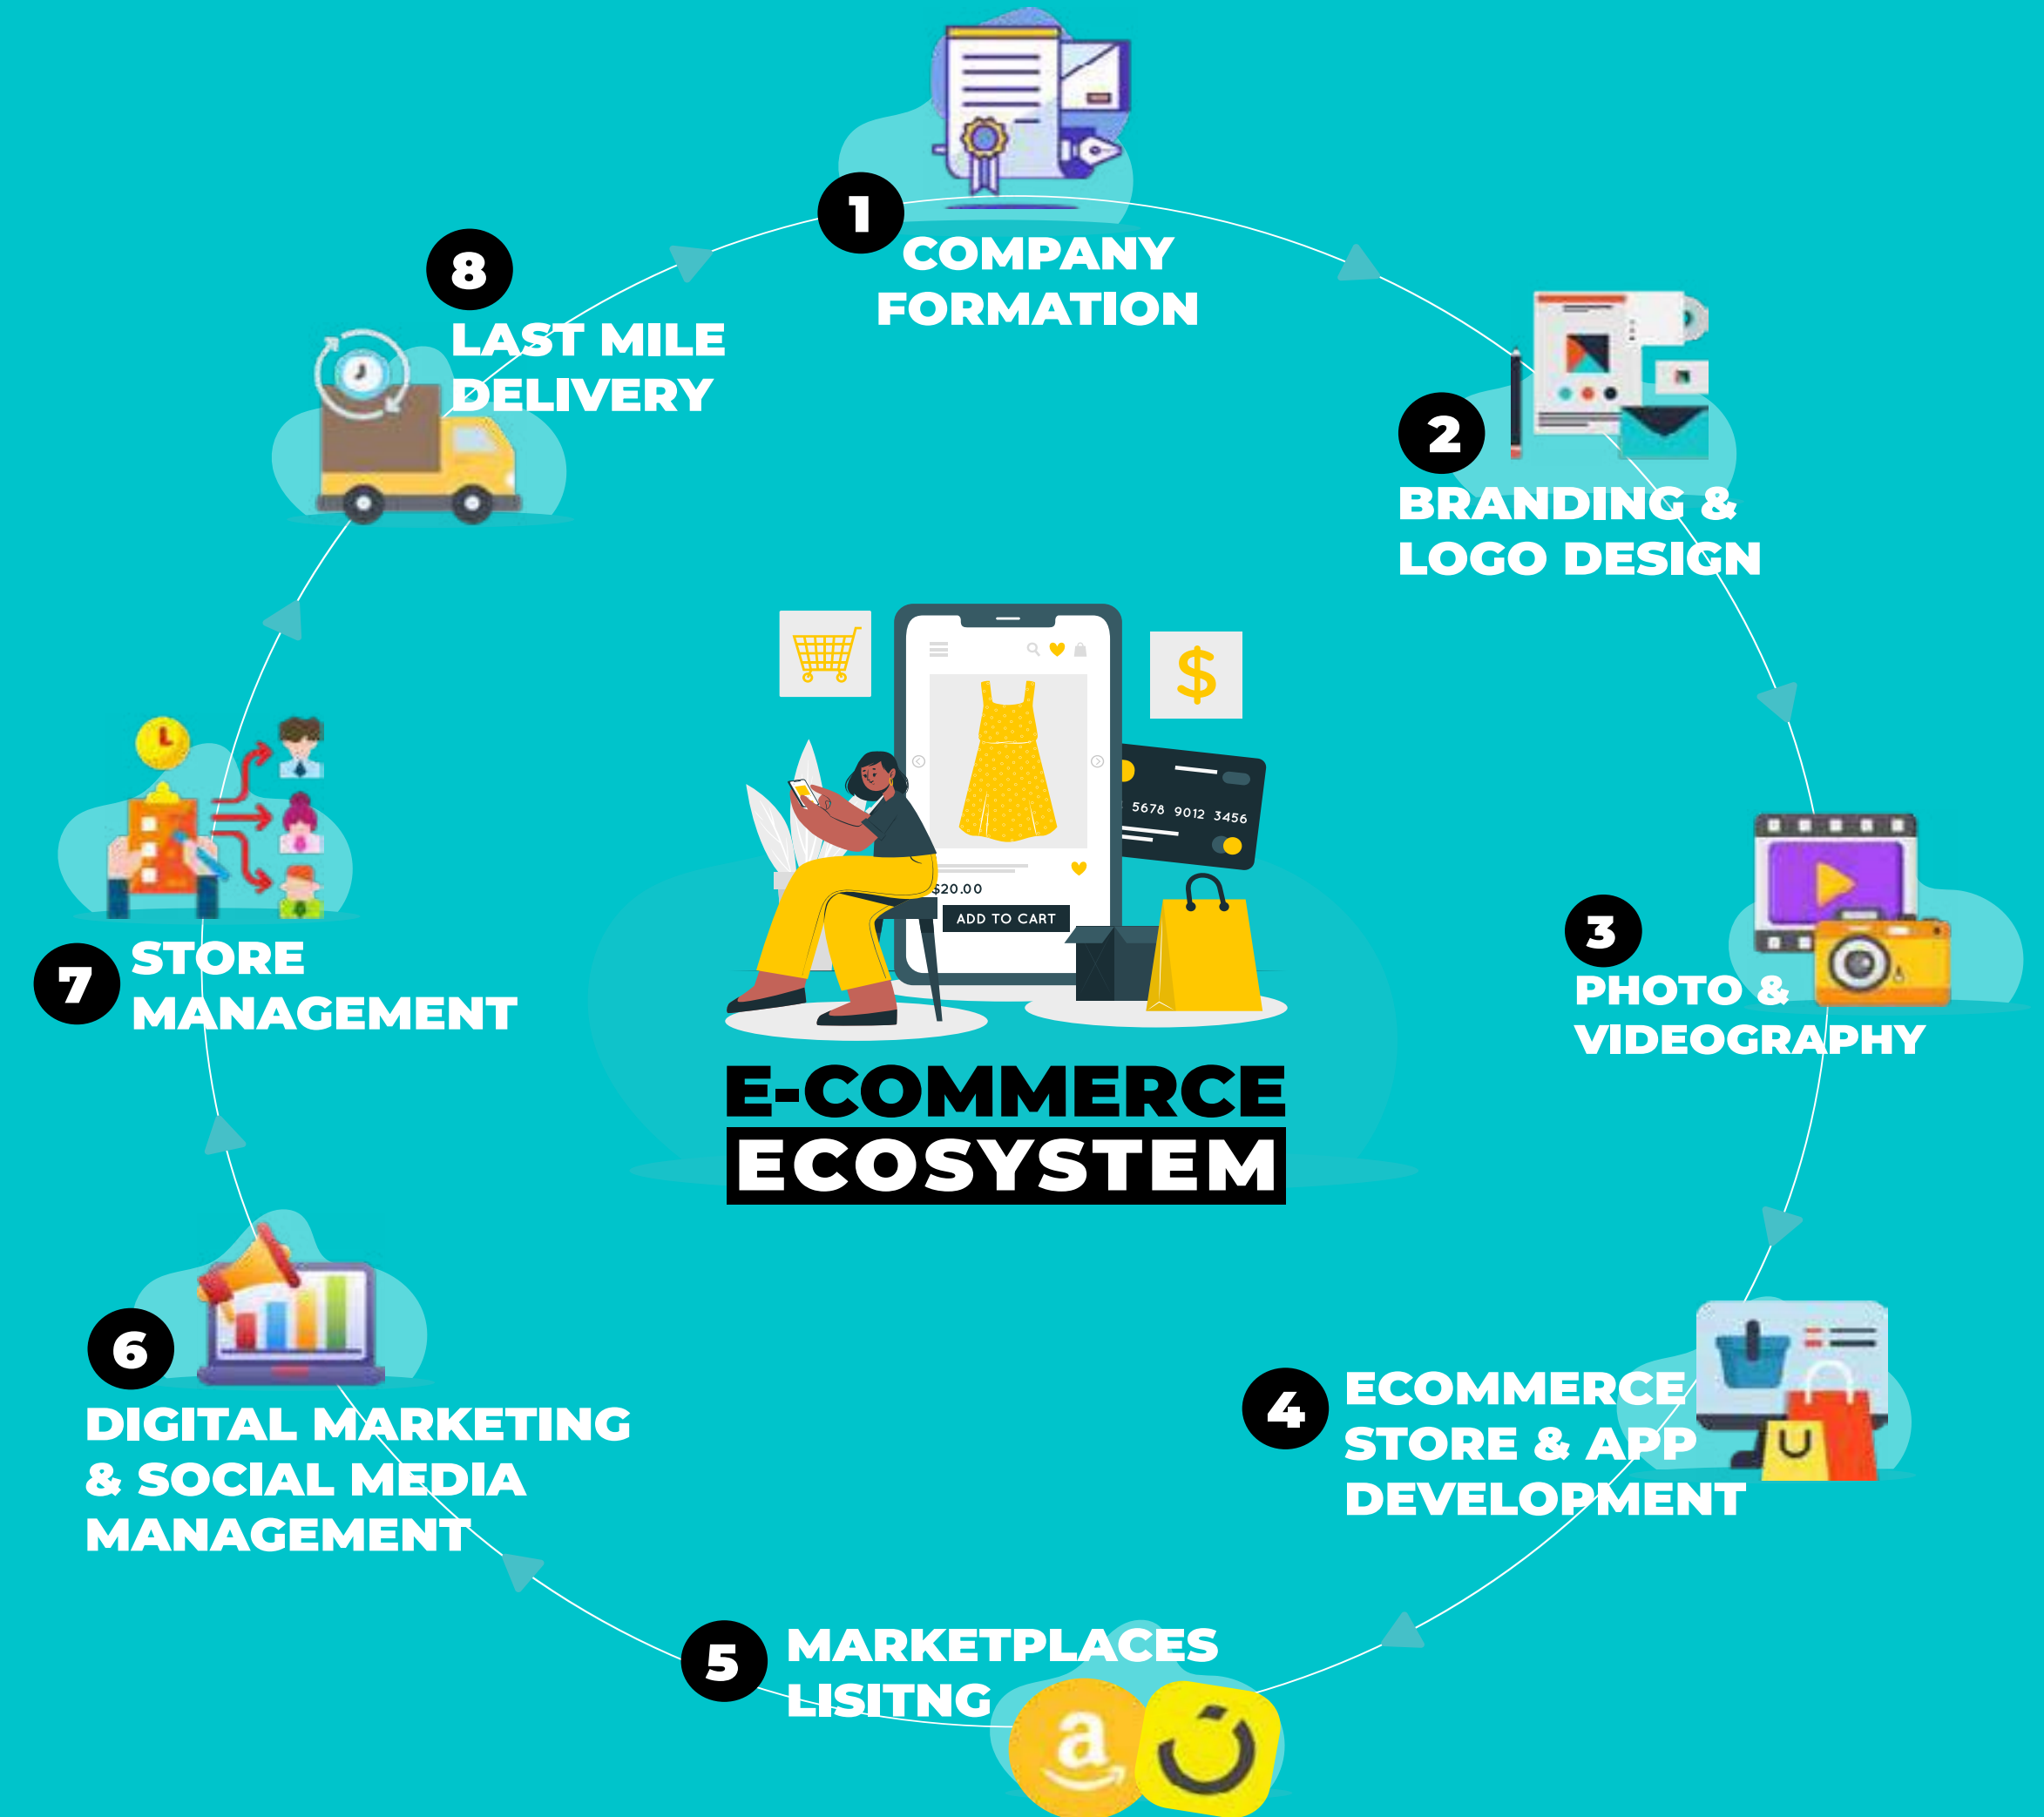 1
COMPANY
FORMATION
2
BRANDING &
LOGO DESIGN
3
PHOTO &
VIDEOGRAPHY
4
ECOMMERCE
STORE & APP
DEVELOPMENT
5
MARKETPLACES
LISITNG
a
6
DIGITAL MARKETING
& SOCIAL MEDIA
MANAGEMENT
7
STORE
MANAGEMENT
8
LAST MILE
DELIVERY
$
5678 9012 3456
$20.00
ADD TO CART
E-COMMERCE
ECOSYSTEM